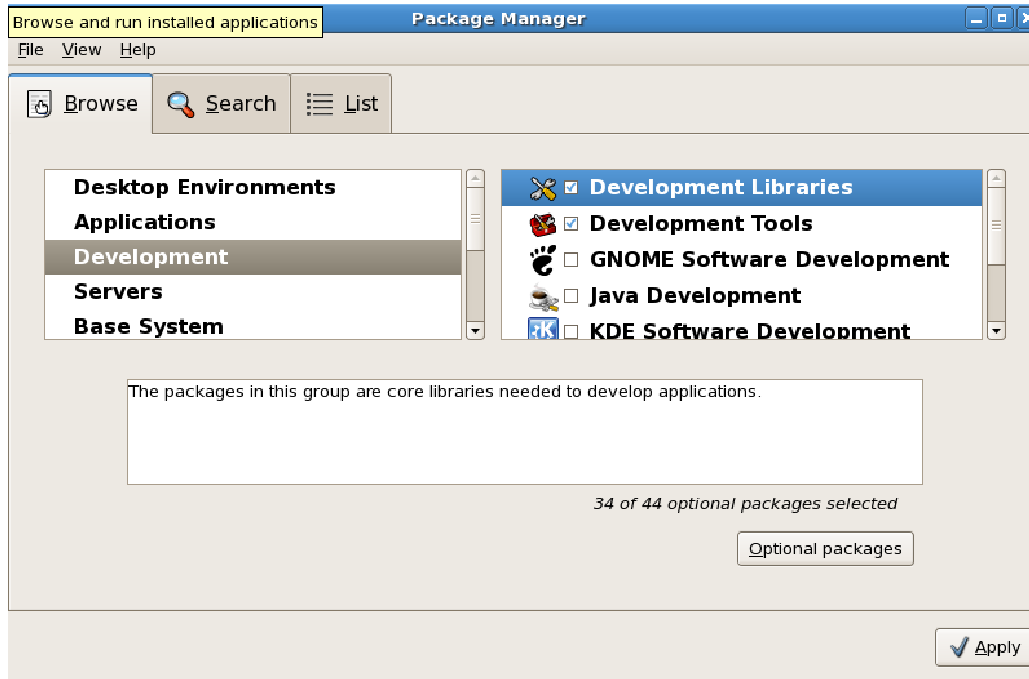 Browse and run installed applications
Package Manager
File View Help
Browse Search List
Desktop Environments
Applications
Development
Servers
Base System
Development Libraries
Development Tools
GNOME Software Development
Java Development
KDE Software Development
The packages in this group are core libraries needed to develop applications.
34 of 44 optional packages selected
Optional packages
Apply